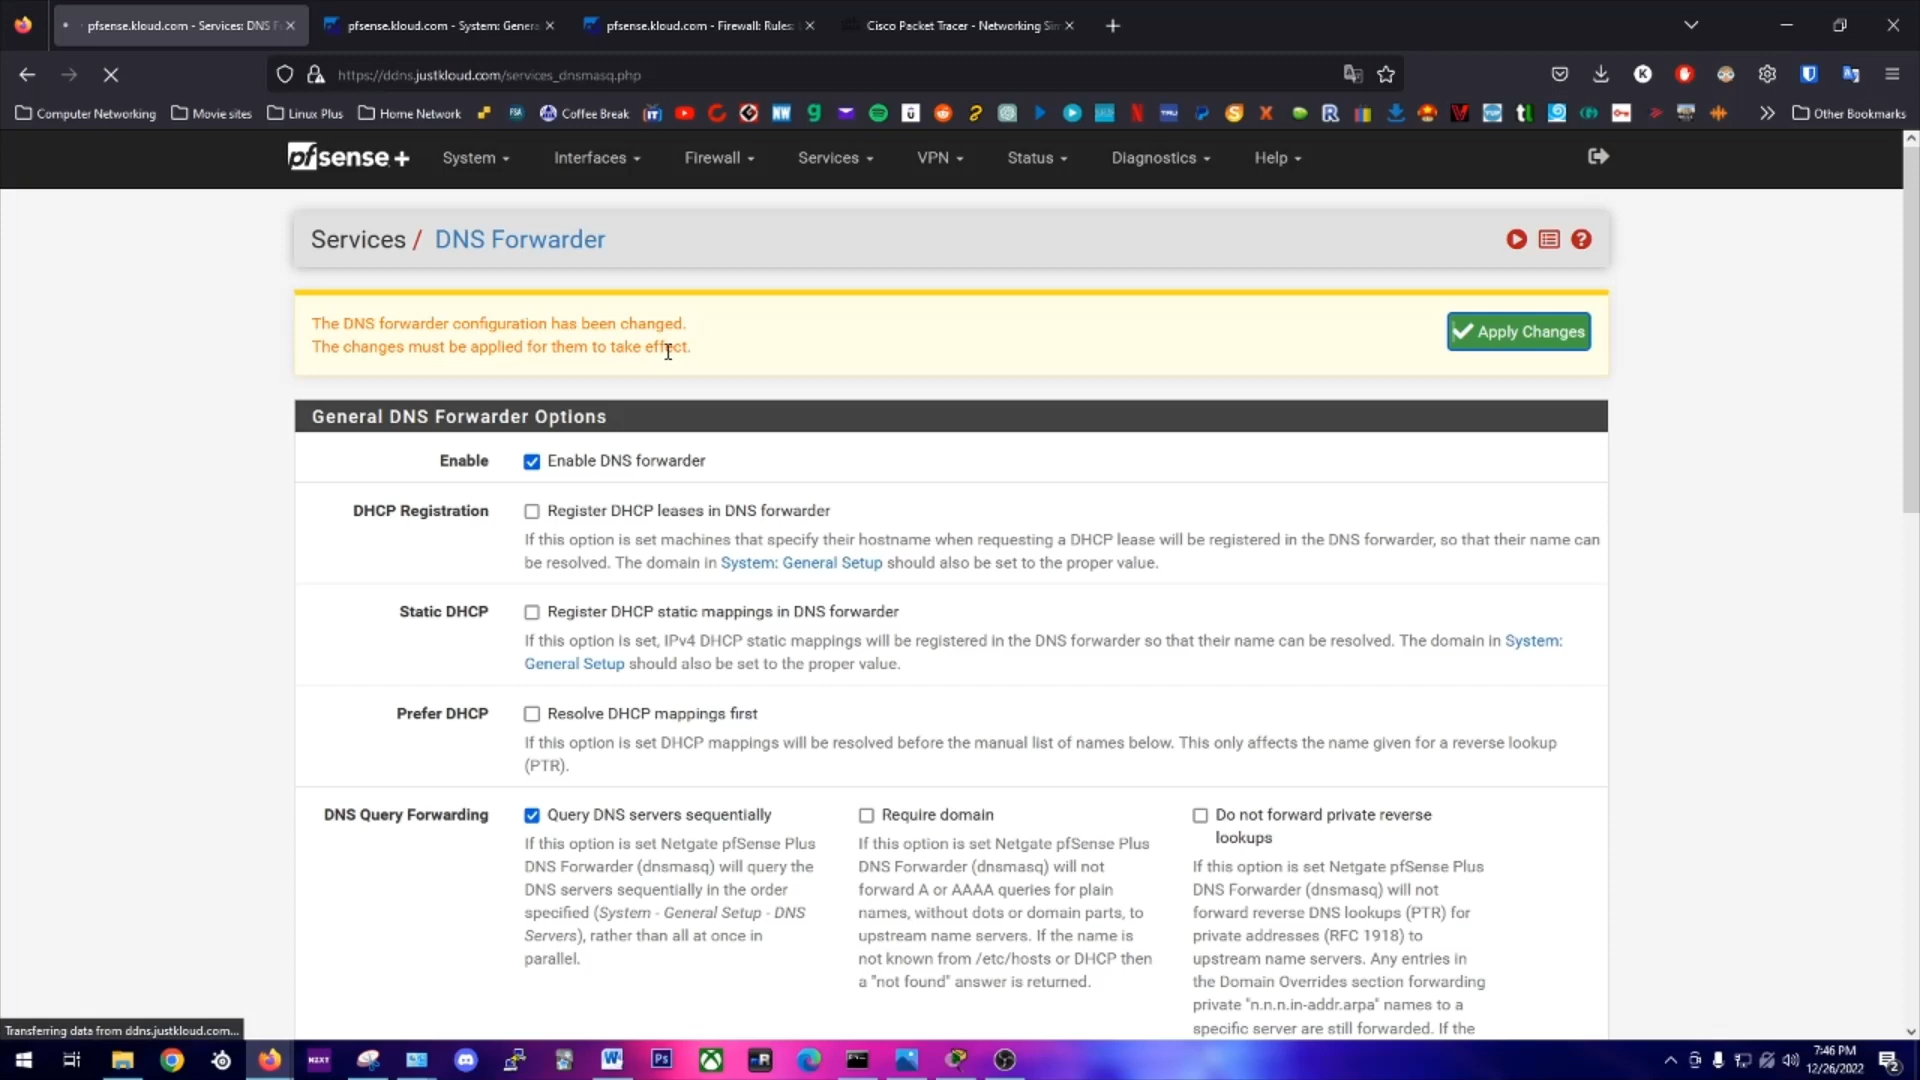 pfsense.kloud.com - Services: DNS F
pfsense.kloud.com - System: Genera
pfsense.kloud.com - Firewall: Rules:
Cisco Packet Tracer - Networking Sim
https://ddns.justkloud.com/services_dnsmasq.php
Computer Networking
Movie sites
Linux Plus
Home Network
Coffee Break
Other Bookmarks
pfsense +
System
Interfaces
Firewall
Services
VPN
Status
Diagnostics
Help
Services / DNS Forwarder
The DNS forwarder configuration has been changed.
The changes must be applied for them to take effect.
Apply Changes
General DNS Forwarder Options
Enable
Enable DNS forwarder
DHCP Registration
Register DHCP leases in DNS forwarder
If this option is set machines that specify their hostname when requesting a DHCP lease will be registered in the DNS forwarder, so that their name can
be resolved. The domain in System: General Setup should also be set to the proper value.
Static DHCP
Register DHCP static mappings in DNS forwarder
If this option is set, IPv4 DHCP static mappings will be registered in the DNS forwarder so that their name can be resolved. The domain in System:
General Setup should also be set to the proper value.
Prefer DHCP
Resolve DHCP mappings first
If this option is set DHCP mappings will be resolved before the manual list of names below. This only affects the name given for a reverse lookup
(PTR).
DNS Query Forwarding
Query DNS servers sequentially
If this option is set Netgate pfSense Plus
DNS Forwarder (dnsmasq) will query the
DNS servers sequentially in the order
specified (System - General Setup - DNS
Servers), rather than all at once in
parallel.
Require domain
If this option is set Netgate pfSense Plus
DNS Forwarder (dnsmasq) will not
forward A or AAAA queries for plain
names, without dots or domain parts, to
upstream name servers. If the name is
not known from /etc/hosts or DHCP then
a "not found" answer is returned.
Do not forward private reverse
lookups
If this option is set Netgate pfSense Plus
DNS Forwarder (dnsmasq) will not
forward reverse DNS lookups (PTR) for
private addresses (RFC 1918) to
upstream name servers. Any entries in
the Domain Overrides section forwarding
private "n.n.n.in-addr.arpa" names to a
specific server are still forwarded. If the
Transferring data from ddns.justkloud.com...
7:46 PM
12/26/2022